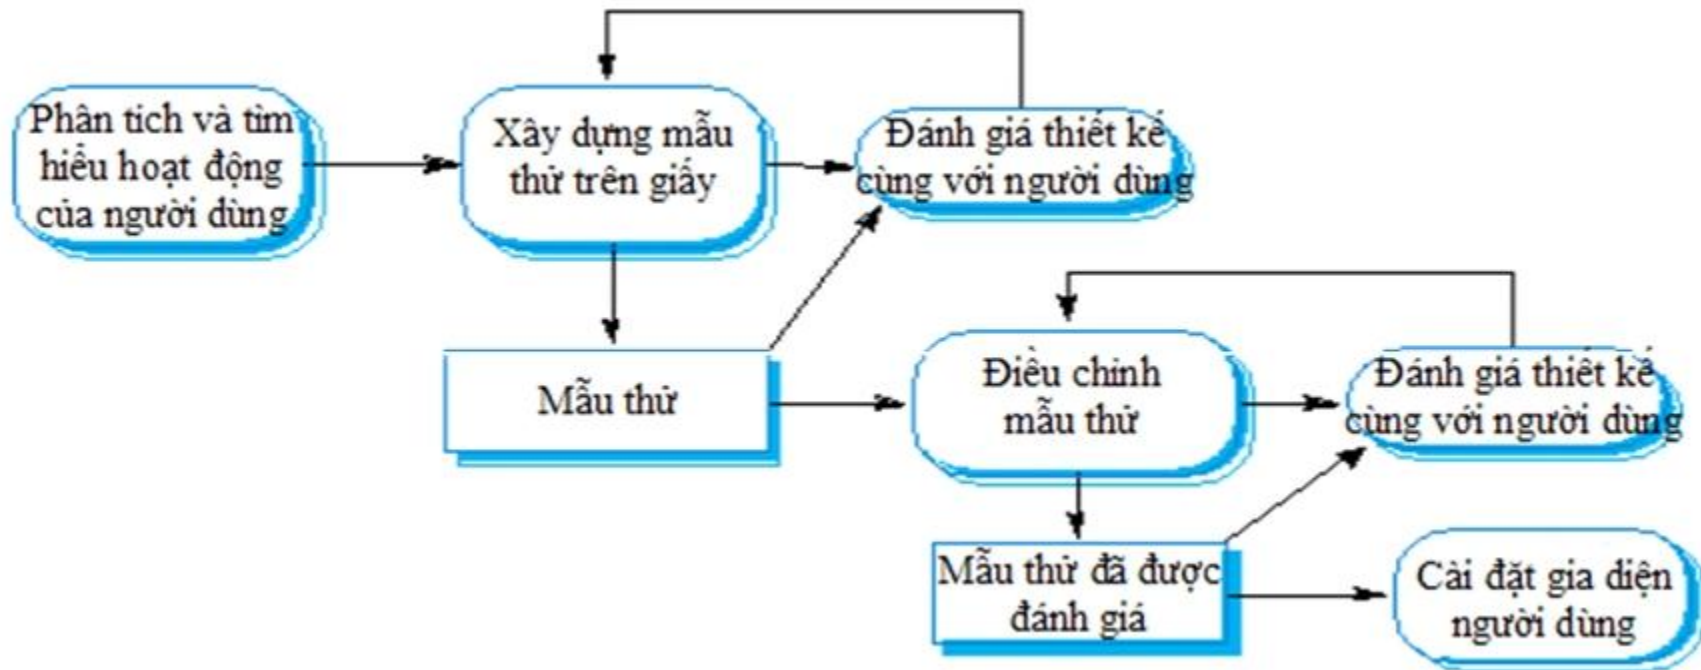 Phân tích và tìm
hiểu hoạt động
của người dùng
Xây dựng mẫu
thử trên giấy
Đánh giá thiết kế
cùng với người dùng
Mẫu thử
Điều chỉnh
mẫu thử
Đánh giá thiết kế
cùng với người dùng
Mẫu thử đã được
đánh giá
Cài đặt gia diện
người dùng